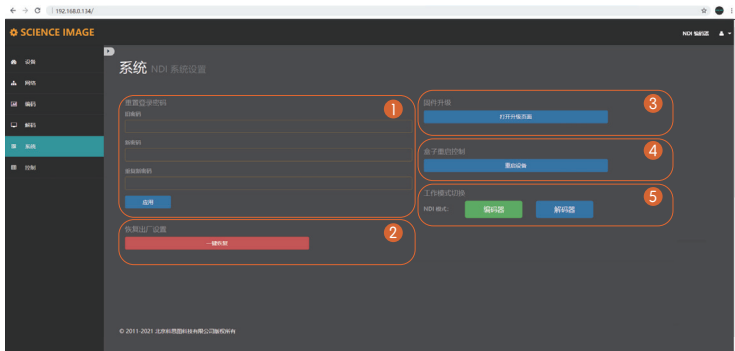 192.168.0.134/
SCIENCE IMAGE
NDI 编码器
设备
网络
编码
解码
系统
控制
系统 NDI 系统设置
重置登录密码
1
旧密码
新密码
重复新密码
应用
恢复出厂设置
2
一键恢复
固件升级
3
打开升级页面
盒子重启控制
4
重启设备
工作模式切换
5
NDI 模式:
编码器
解码器
© 2011-2021 北京科思图科技有限公司版权所有